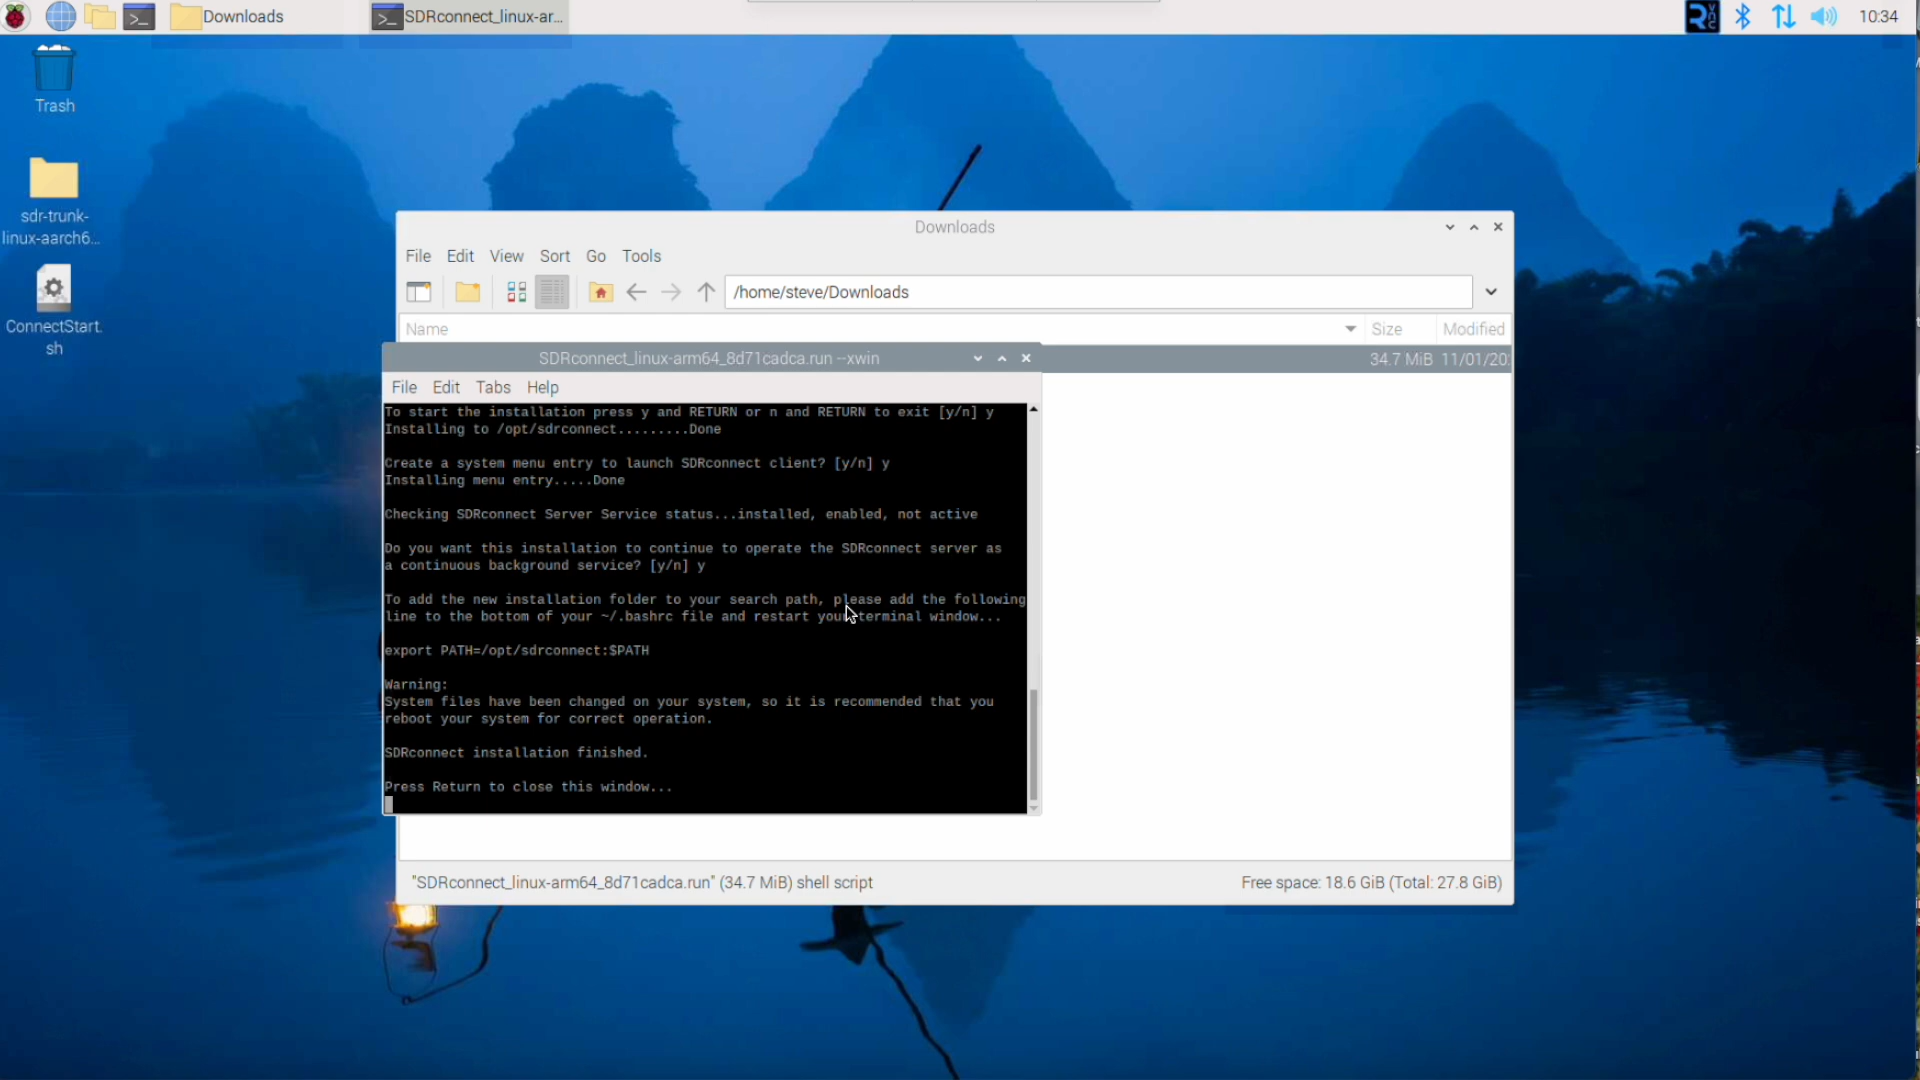 Downloads
SDRconnect_linux-ar...
10:34
Trash
sdr-trunk-
linux-aarch6...
ConnectStart.
sh
Downloads
File Edit View Sort Go Tools
/home/steve/Downloads
Name Size Modified
34.7 MiB 11/01/20
SDRconnect_linux-arm64_8d71cadca.run --xwin
File Edit Tabs Help
To start the installation press y and RETURN or n and RETURN to exit [y/n] y
Installing to /opt/sdrconnect.........Done
Create a system menu entry to launch SDRconnect client? [y/n] y
Installing menu entry.....Done
Checking SDRconnect Server Service status...installed, enabled, not active
Do you want this installation to continue to operate the SDRconnect server as
a continuous background service? [y/n] y
To add the new installation folder to your search path, please add the following
line to the bottom of your ~/.bashrc file and restart your terminal window...
export PATH=/opt/sdrconnect:$PATH
Warning:
System files have been changed on your system, so it is recommended that you
reboot your system for correct operation.
SDRconnect installation finished.
Press Return to close this window...
"SDRconnect_linux-arm64_8d71cadca.run" (34.7 MiB) shell script
Free space: 18.6 GiB (Total: 27.8 GiB)